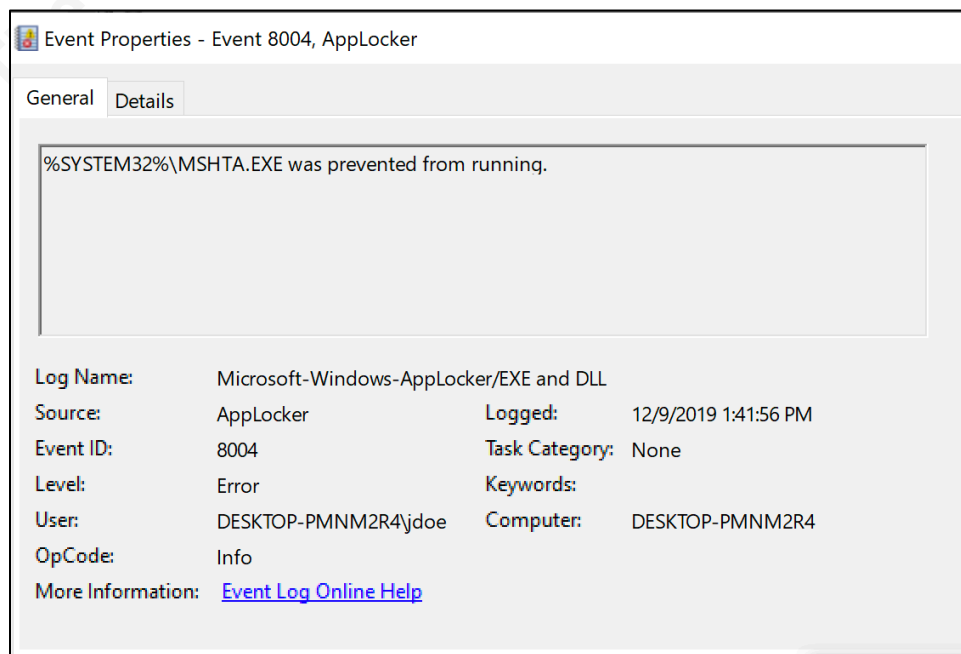 Event Properties - Event 8004, AppLocker
General Details
%SYSTEM32%\MSHTA.EXE was prevented from running.
Log Name: Microsoft-Windows-AppLocker/EXE and DLL
Source: AppLocker Logged: 12/9/2019 1:41:56 PM
Event ID: 8004 Task Category: None
Level: Error Keywords:
User: DESKTOP-PMNM2R4\jdoe Computer: DESKTOP-PMNM2R4
OpCode: Info
More Information: Event Log Online Help